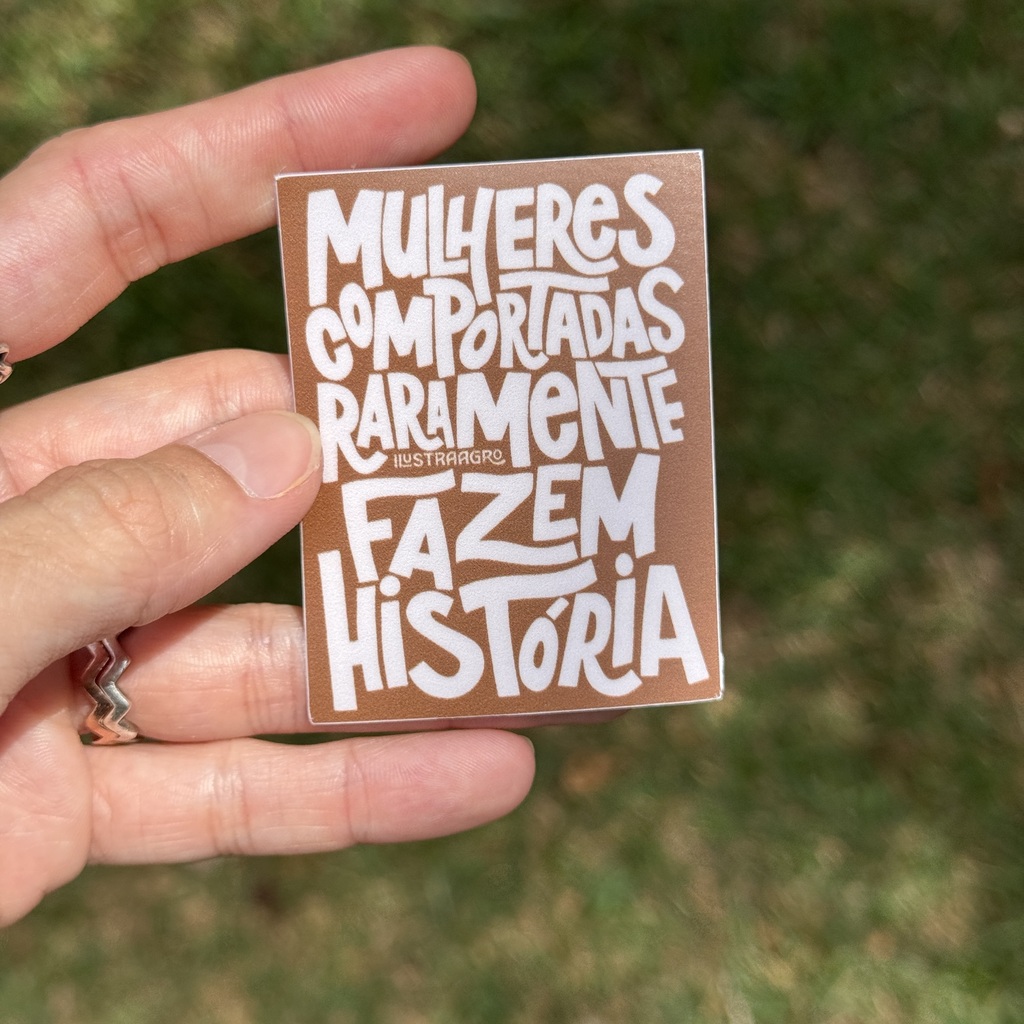 MULHERES
COMPORTADAS
RARAMENTE
ILUSTRAAGRO
FAZEM
HISTÓRIA